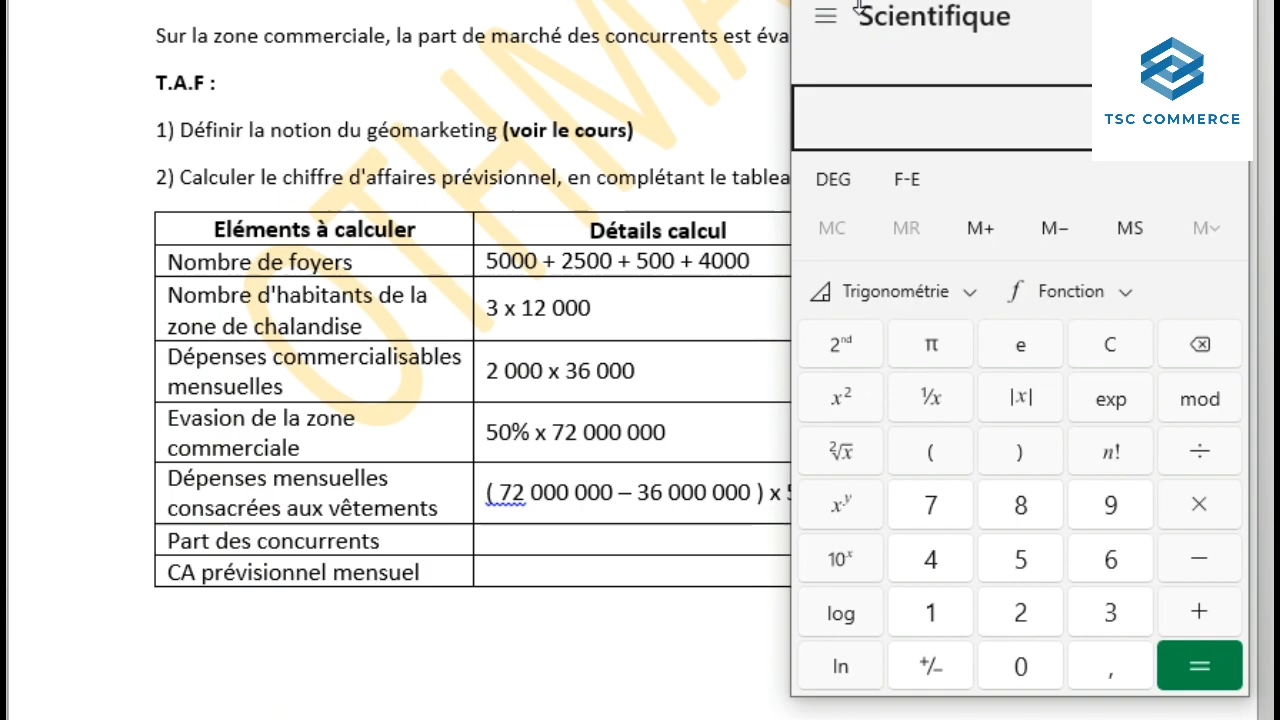 Sur la zone commerciale, la part de marché des concurrents est éva
T.A.F :
1) Définir la notion du géomarketing (voir le cours)
2) Calculer le chiffre d'affaires prévisionnel, en complétant le tablea
Eléments à calculer Détails calcul
Nombre de foyers 5000 + 2500 + 500 + 4000
Nombre d'habitants de la
zone de chalandise
3 x 12 000
Dépenses commercialisables
mensuelles
2 000 x 36 000
Evasion de la zone
commerciale
50% x 72 000 000
Dépenses mensuelles
consacrées aux vêtements
( 72 000 000 – 36 000 000 ) x
Part des concurrents
CA prévisionnel mensuel
OTHMA
Scientifique
TSC COMMERCE
DEG F-E
MC MR M+ M− MS M
Trigonométrie f Fonction
2nd π e C
x² ¹/x |x| exp mod
²√x ( ) n! ÷
xʸ 7 8 9 ×
10ˣ 4 5 6 −
log 1 2 3 +
ln +/− 0 , =